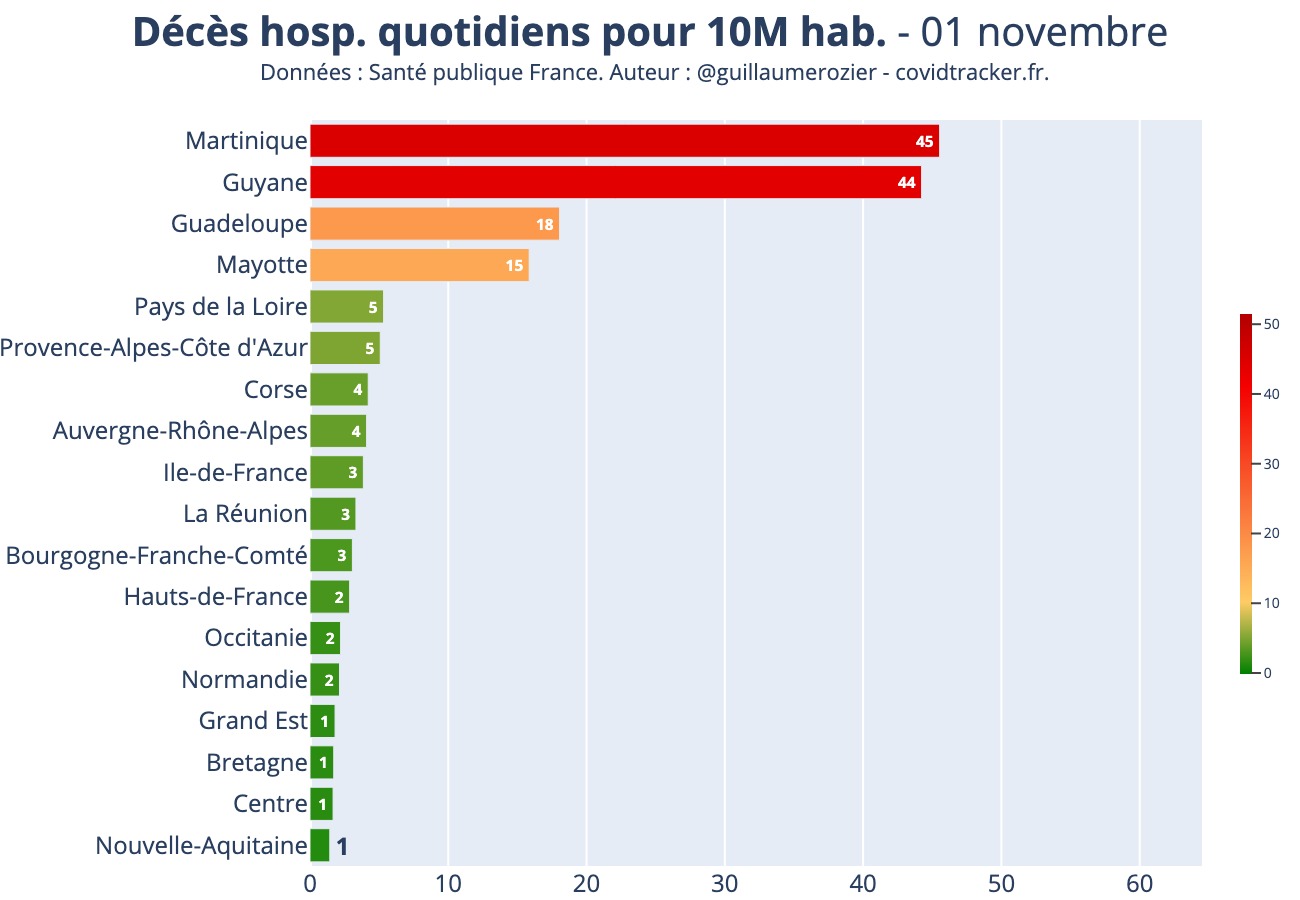 Décès hosp. quotidiens pour 10M hab. - 01 novembre
Données : Santé publique France. Auteur : @guillaumerozier - covidtracker.fr.
Martinique 45
Guyane 44
Guadeloupe 18
Mayotte 15
Pays de la Loire 5
Provence-Alpes-Côte d'Azur 5
Corse 4
Auvergne-Rhône-Alpes 4
Ile-de-France 3
La Réunion 3
Bourgogne-Franche-Comté 3
Hauts-de-France 2
Occitanie 2
Normandie 2
Grand Est 1
Bretagne 1
Centre 1
Nouvelle-Aquitaine 1
0 10 20 30 40 50 60
50
40
30
20
10
0